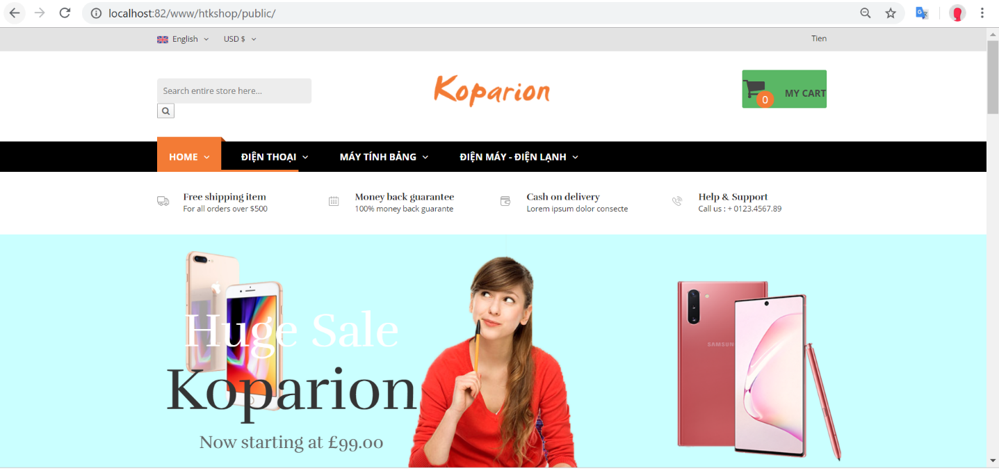 localhost:82/www/htkshop/public/
English USD $ Tien
Search entire store here...
Koparion
0 MY CART
HOME ĐIỆN THOẠI MÁY TÍNH BẢNG ĐIỆN MÁY - ĐIỆN LẠNH
Free shipping item
For all orders over $500
Money back guarantee
100% money back guarante
Cash on delivery
Lorem ipsum dolor consecte
Help & Support
Call us : + 0123.4567.89
Huge Sale
Koparion
Now starting at £99.00
SAMSUNG